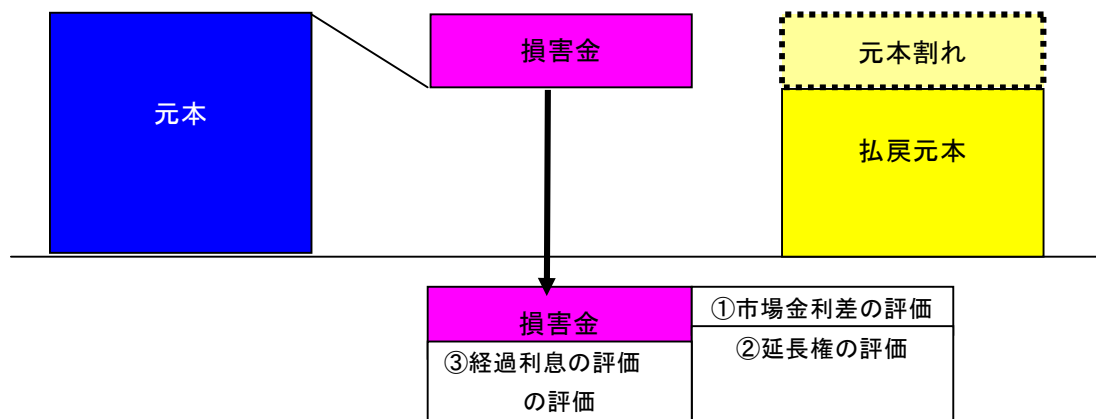 元本
損害金
元本割れ
払戻元本
損害金
①市場金利差の評価
②延長権の評価
③経過利息の評価
の評価